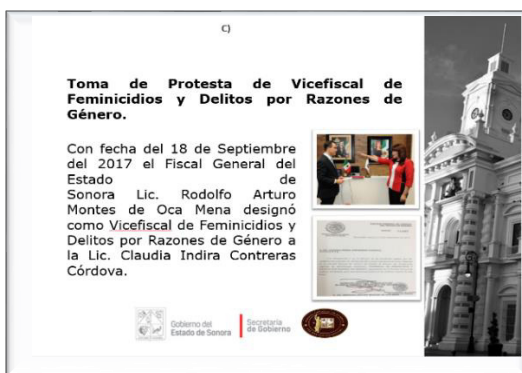 C)
Toma de Protesta de Vicefiscal de
Feminicidios y Delitos por Razones de
Género.
Con fecha del 18 de Septiembre
del 2017 el Fiscal General del
Estado de
Sonora Lic. Rodolfo Arturo
Montes de Oca Mena designó
como Vicefiscal de Feminicidios y
Delitos por Razones de Género a
la Lic. Claudia Indira Contreras
Córdova.
Gobierno del
Estado de Sonora
Secretaría
de Gobierno